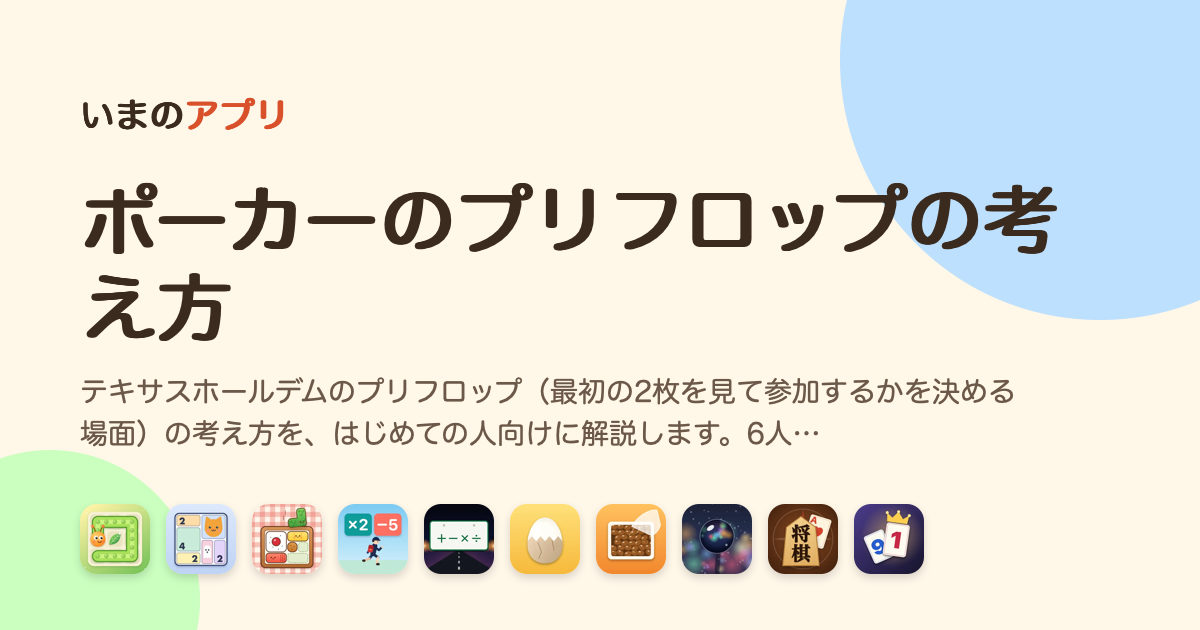 いまのアプリ
ポーカーのプリフロップの考
え方
テキサスホールデムのプリフロップ（最初の2枚を見て参加するかを決める
場面）の考え方を、はじめての人向けに解説します。6人…
2
4
2
2
×2
−5
+−×÷
将棋
A
9
1